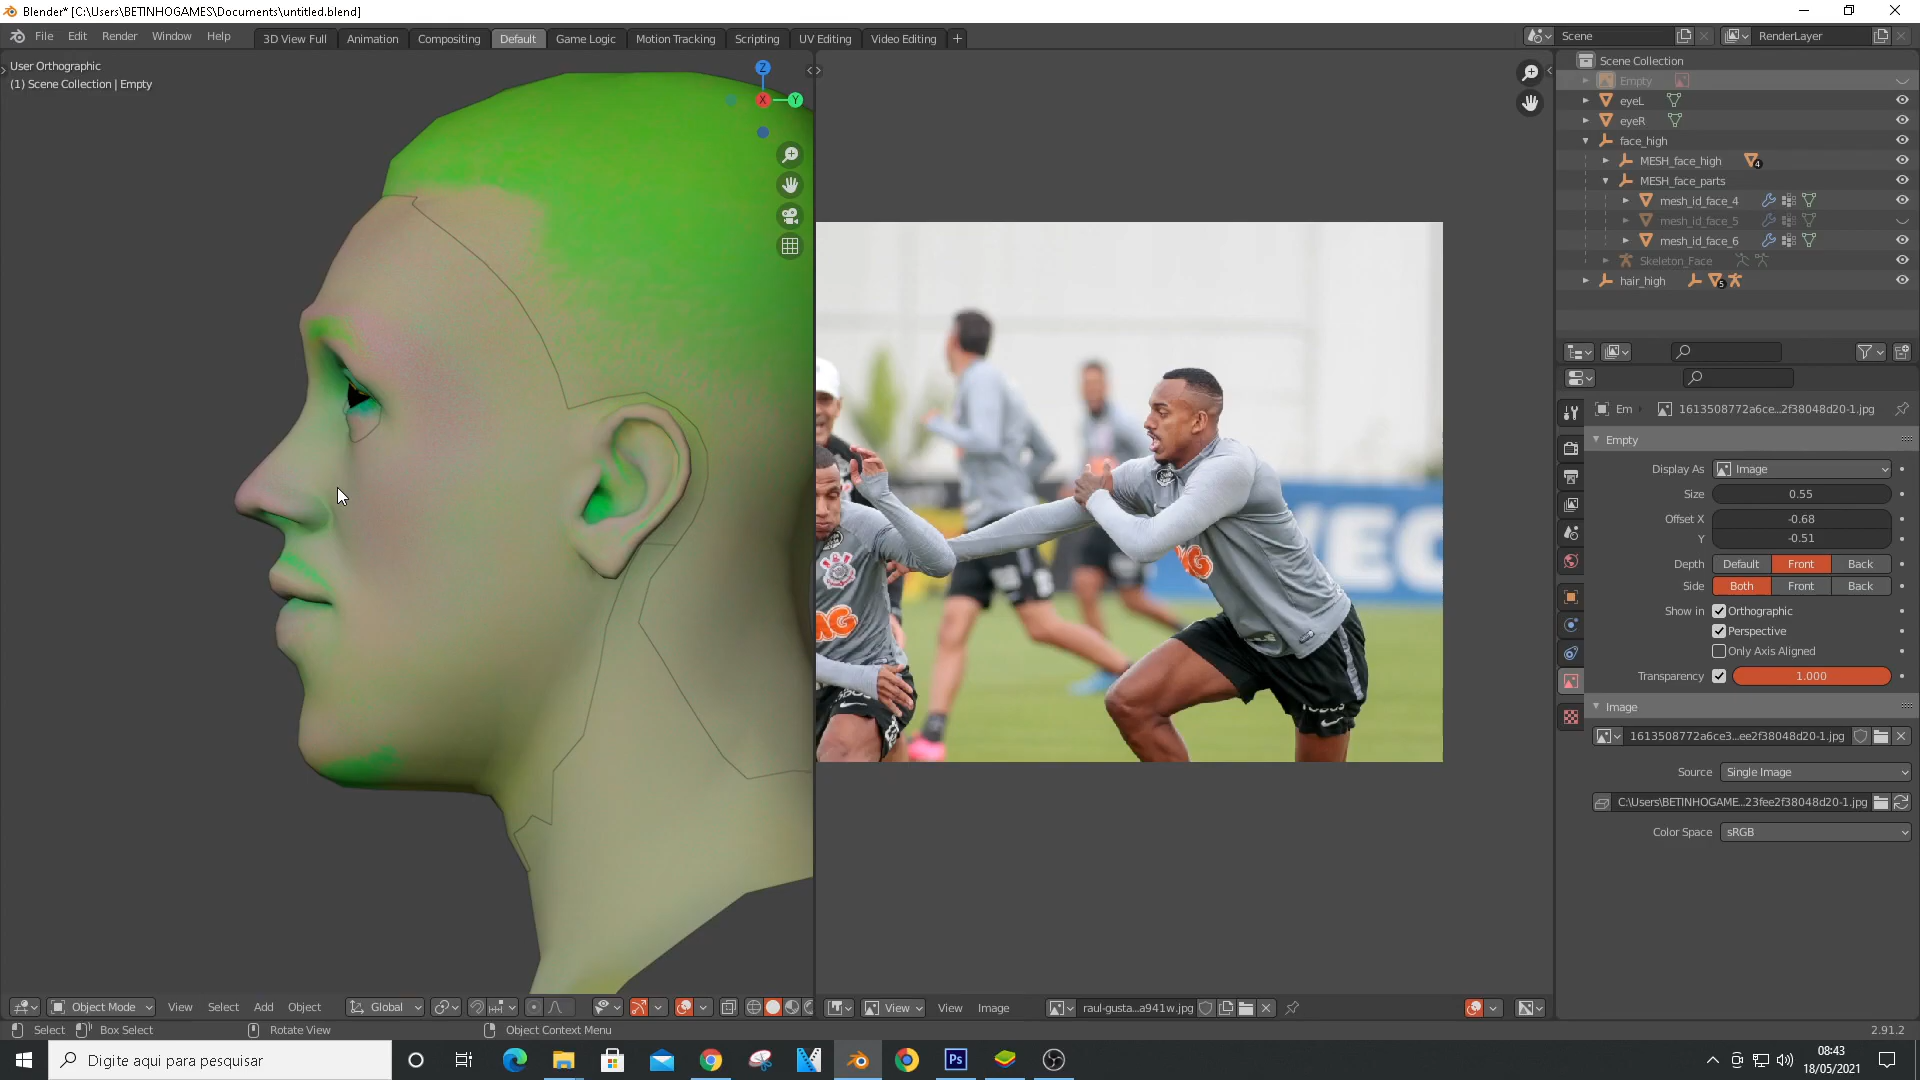 Blender* [C:\Users\BETINHOGAMES\Documents\untitled.blend]
File Edit Render Window Help
3D View Full Animation Compositing Default Game Logic Motion Tracking Scripting UV Editing Video Editing +
Scene
RenderLayer
User Orthographic
(1) Scene Collection | Empty
Z
X
Y
Scene Collection
Empty
eyeL
eyeR
face_high
MESH_face_high 4
MESH_face_parts
mesh_id_face_4
mesh_id_face_5
mesh_id_face_6
Skeleton_Face
hair_high 5
Em 1613508772a6ce...2f38048d20-1.jpg
Empty
Display As Image
Size 0.55
Offset X -0.68
Y -0.51
Depth Default Front Back
Side Both Front Back
Show in Orthographic
Perspective
Only Axis Aligned
Transparency 1.000
Image
1613508772a6ce3...ee2f38048d20-1.jpg
Source Single Image
C:\Users\BETINHOGAME...23fee2f38048d20-1.jpg
Color Space sRGB
Object Mode View Select Add Object Global
View View Image raul-gusta...a941w.jpg
Select Box Select Rotate View Object Context Menu
2.91.2
Digite aqui para pesquisar
Ps
08:43
18/05/2021